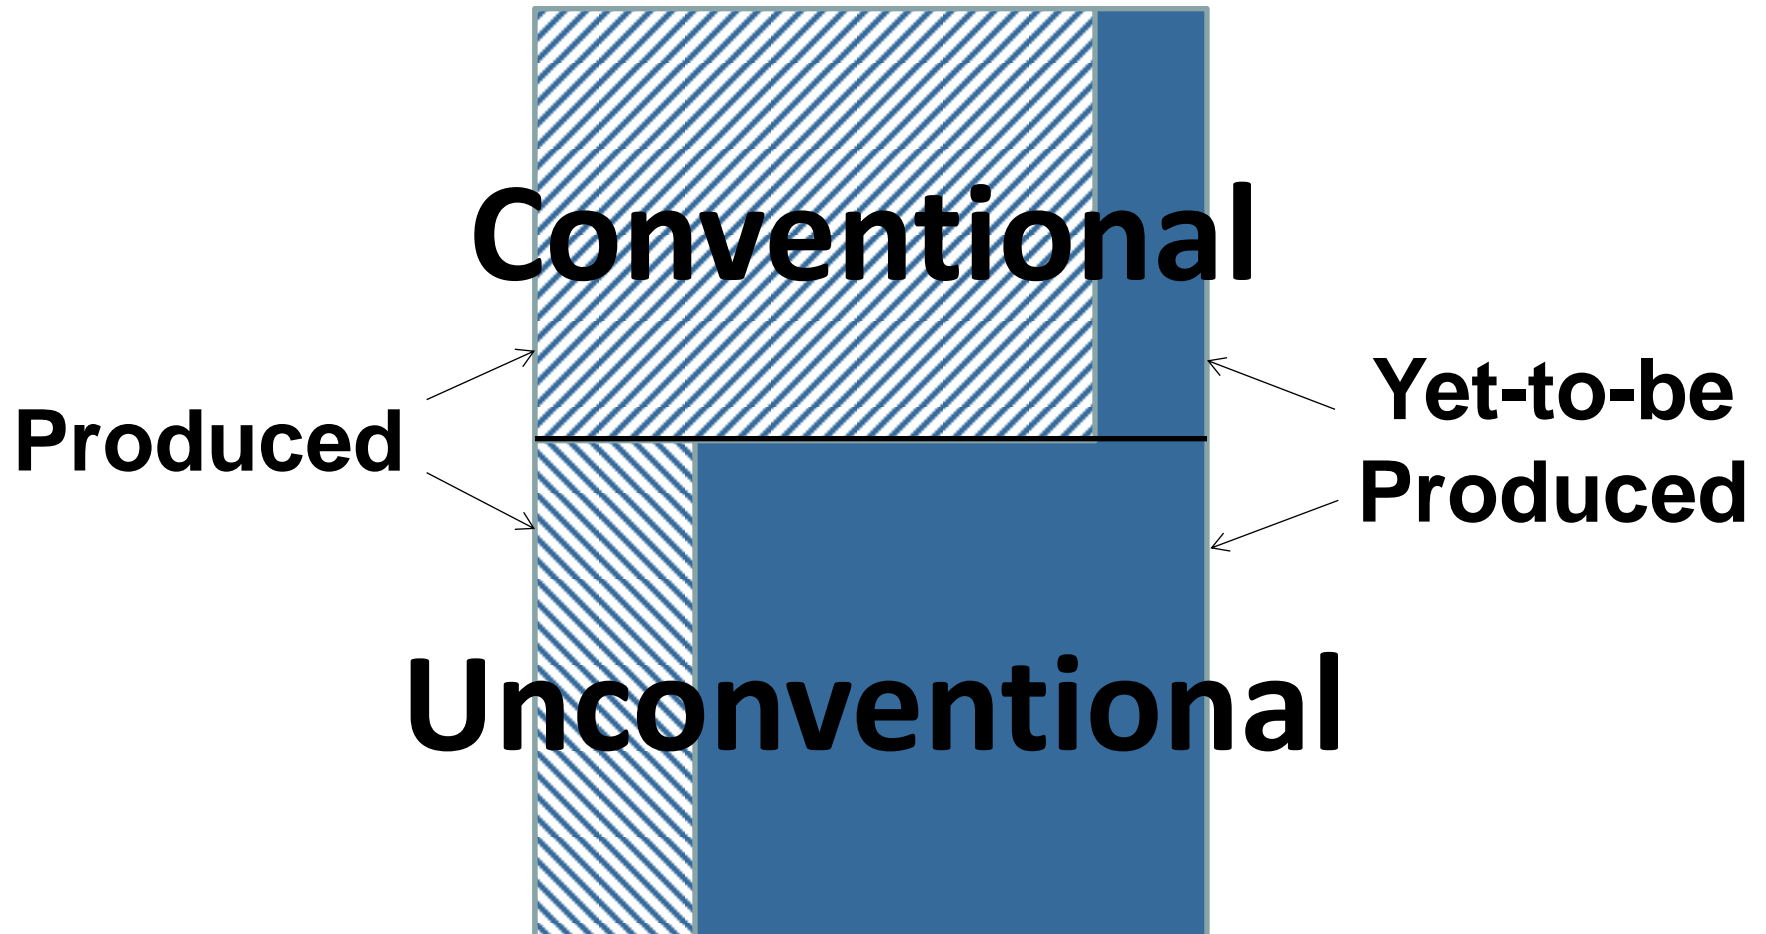 Conventional
Produced
Yet-to-be
Produced
Unconventional